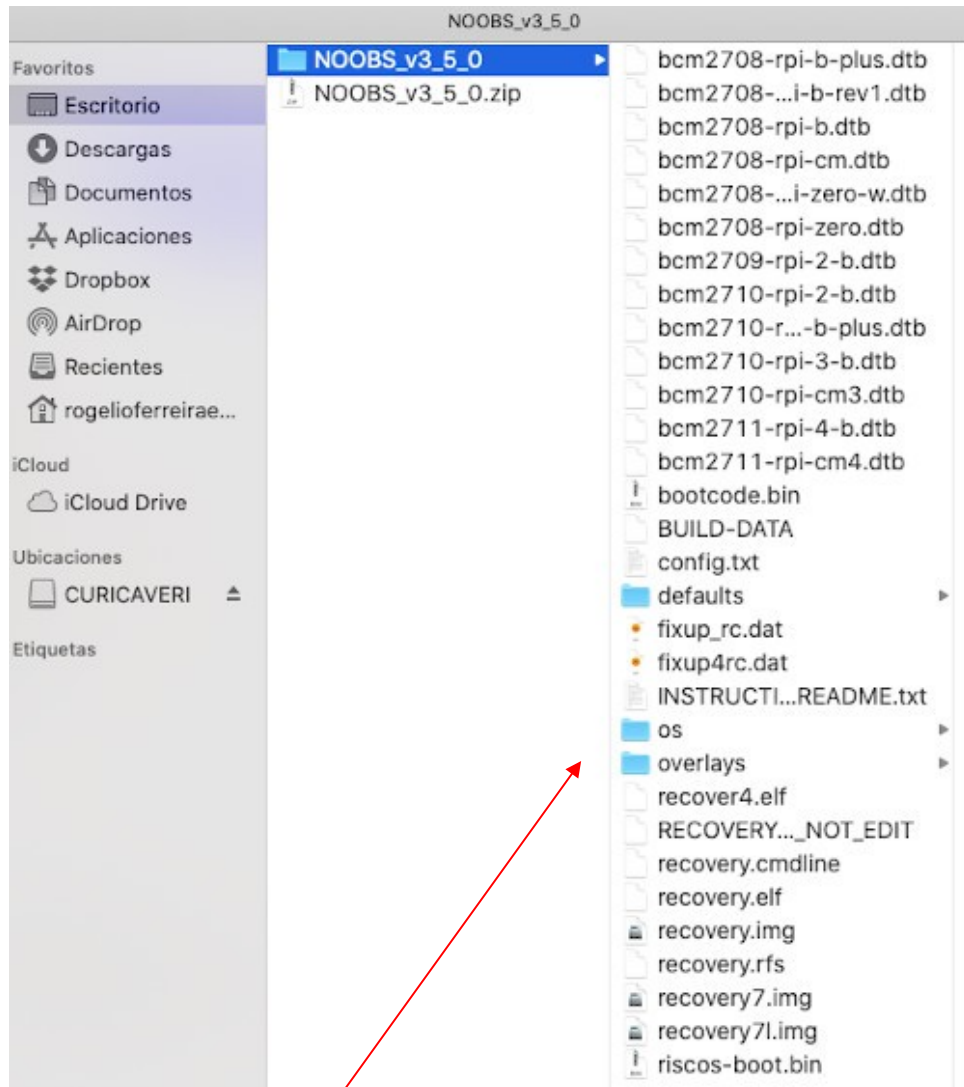 NOOBS_v3_5_0
Favoritos
Escritorio
Descargas
Documentos
Aplicaciones
Dropbox
AirDrop
Recientes
rogelioferreirae...
iCloud
iCloud Drive
Ubicaciones
CURICAVERI
Etiquetas
NOOBS_v3_5_0
NOOBS_v3_5_0.zip
bcm2708-rpi-b-plus.dtb
bcm2708-...i-b-rev1.dtb
bcm2708-rpi-b.dtb
bcm2708-rpi-cm.dtb
bcm2708-...i-zero-w.dtb
bcm2708-rpi-zero.dtb
bcm2709-rpi-2-b.dtb
bcm2710-rpi-2-b.dtb
bcm2710-r...-b-plus.dtb
bcm2710-rpi-3-b.dtb
bcm2710-rpi-cm3.dtb
bcm2711-rpi-4-b.dtb
bcm2711-rpi-cm4.dtb
bootcode.bin
BUILD-DATA
config.txt
defaults
fixup_rc.dat
fixup4rc.dat
INSTRUCTI...README.txt
os
overlays
recover4.elf
RECOVERY..._NOT_EDIT
recovery.cmdline
recovery.elf
recovery.img
recovery.rfs
recovery7.img
recovery7l.img
riscos-boot.bin